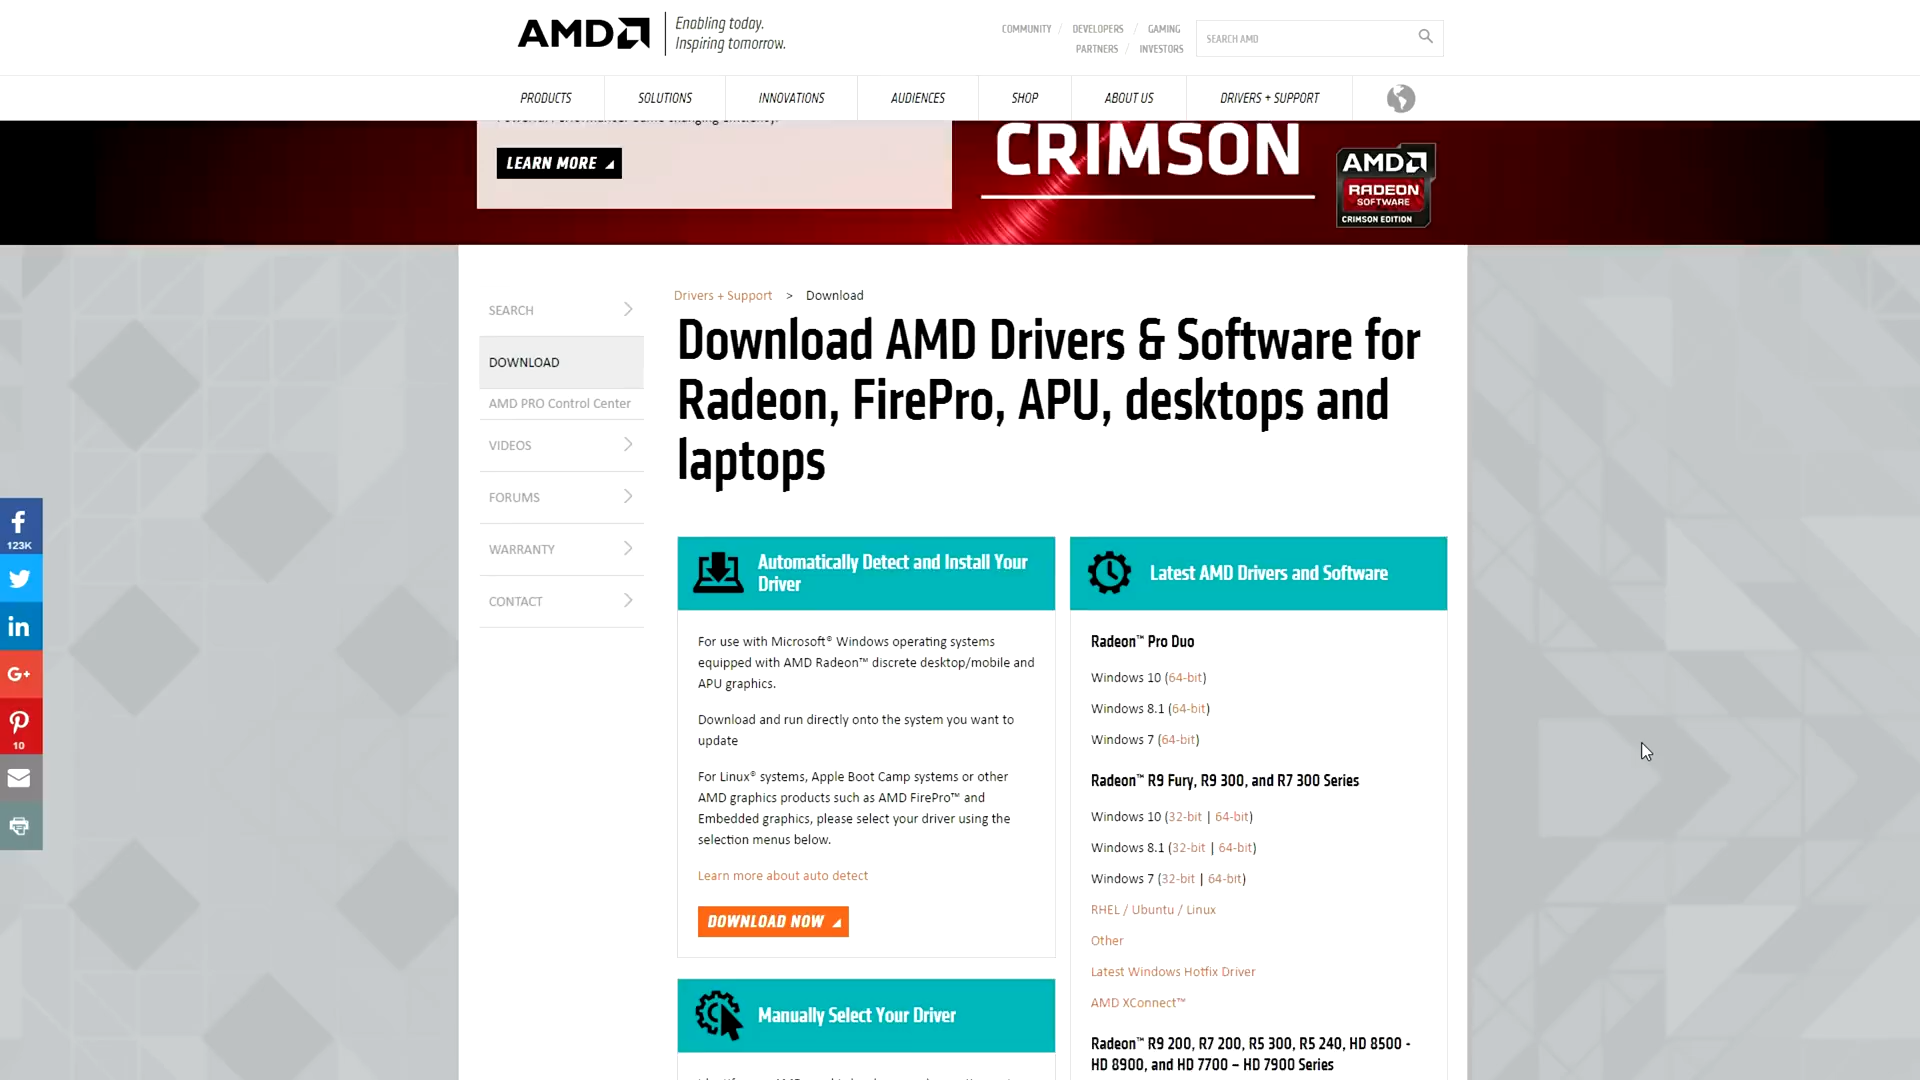 AMD
Enabling today.
Inspiring tomorrow.
COMMUNITY / DEVELOPERS / GAMING
PARTNERS / INVESTORS
SEARCH AMD
PRODUCTS
SOLUTIONS
INNOVATIONS
AUDIENCES
SHOP
ABOUT US
DRIVERS + SUPPORT
LEARN MORE
CRIMSON
AMD
RADEON
SOFTWARE
CRIMSON EDITION
SEARCH
DOWNLOAD
AMD PRO Control Center
VIDEOS
FORUMS
WARRANTY
CONTACT
123K
in
G+
10
Drivers + Support > Download
Download AMD Drivers & Software for
Radeon, FirePro, APU, desktops and
laptops
Automatically Detect and Install Your
Driver
For use with Microsoft® Windows operating systems
equipped with AMD Radeon™ discrete desktop/mobile and
APU graphics.
Download and run directly onto the system you want to
update
For Linux® systems, Apple Boot Camp systems or other
AMD graphics products such as AMD FirePro™ and
Embedded graphics, please select your driver using the
selection menus below.
Learn more about auto detect
DOWNLOAD NOW
Manually Select Your Driver
Latest AMD Drivers and Software
Radeon™ Pro Duo
Windows 10 (64-bit)
Windows 8.1 (64-bit)
Windows 7 (64-bit)
Radeon™ R9 Fury, R9 300, and R7 300 Series
Windows 10 (32-bit | 64-bit)
Windows 8.1 (32-bit | 64-bit)
Windows 7 (32-bit | 64-bit)
RHEL / Ubuntu / Linux
Other
Latest Windows Hotfix Driver
AMD XConnect™
Radeon™ R9 200, R7 200, R5 300, R5 240, HD 8500 -
HD 8900, and HD 7700 – HD 7900 Series